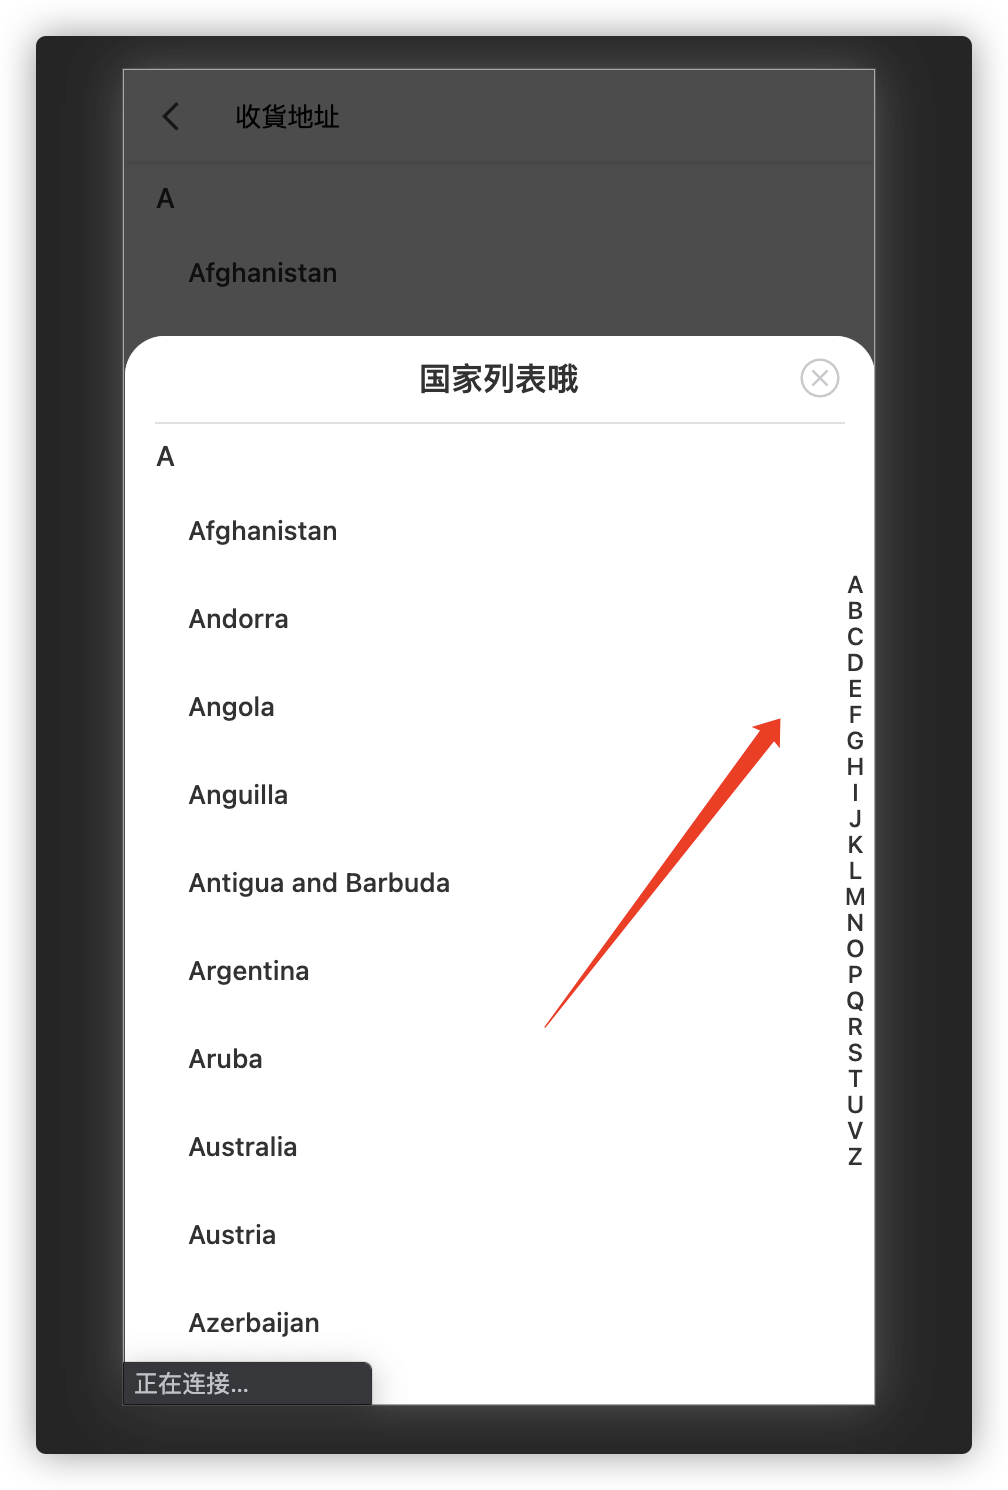 收貨地址
A
Afghanistan
国家列表哦
A
Afghanistan
Andorra
Angola
Anguilla
Antigua and Barbuda
Argentina
Aruba
Australia
Austria
Azerbaijan
A
B
C
D
E
F
G
H
I
J
K
L
M
N
O
P
Q
R
S
T
U
V
Z
正在连接...